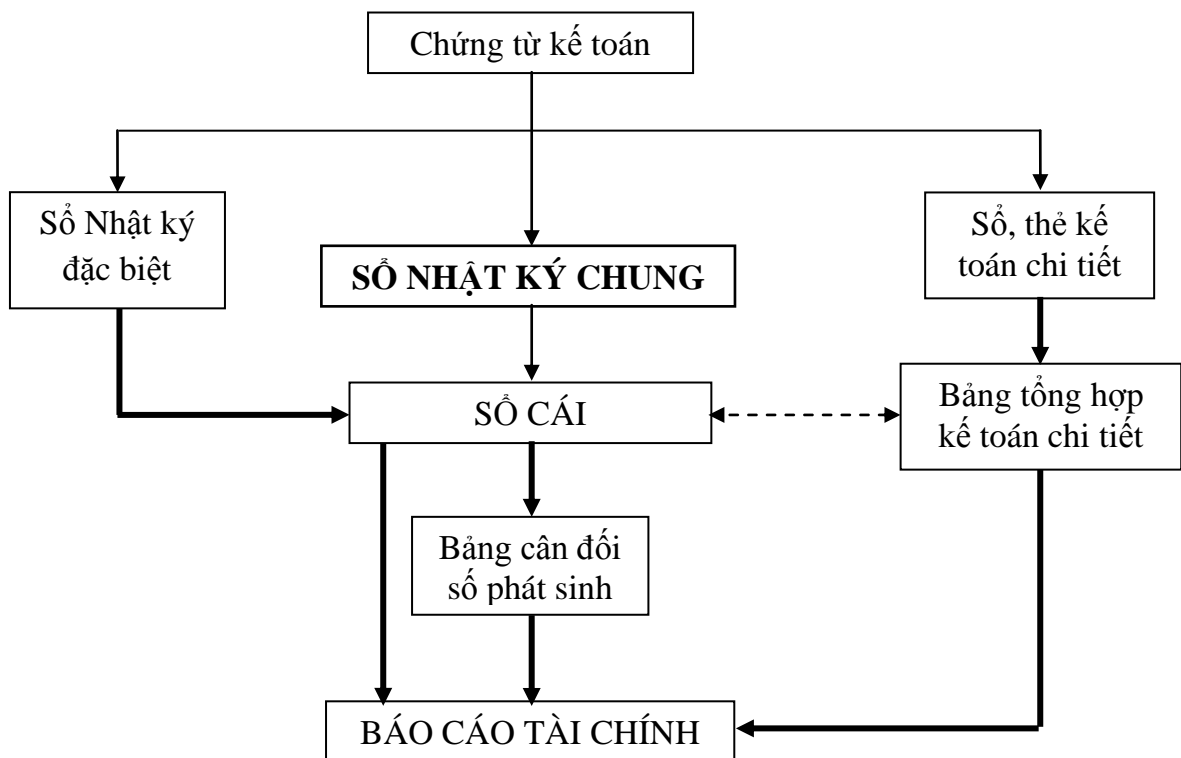 Chứng từ kế toán
Sổ Nhật ký
đặc biệt
SỔ NHẬT KÝ CHUNG
Sổ, thẻ kế
toán chi tiết
SỔ CÁI
Bảng tổng hợp
kế toán chi tiết
Bảng cân đối
số phát sinh
BÁO CÁO TÀI CHÍNH